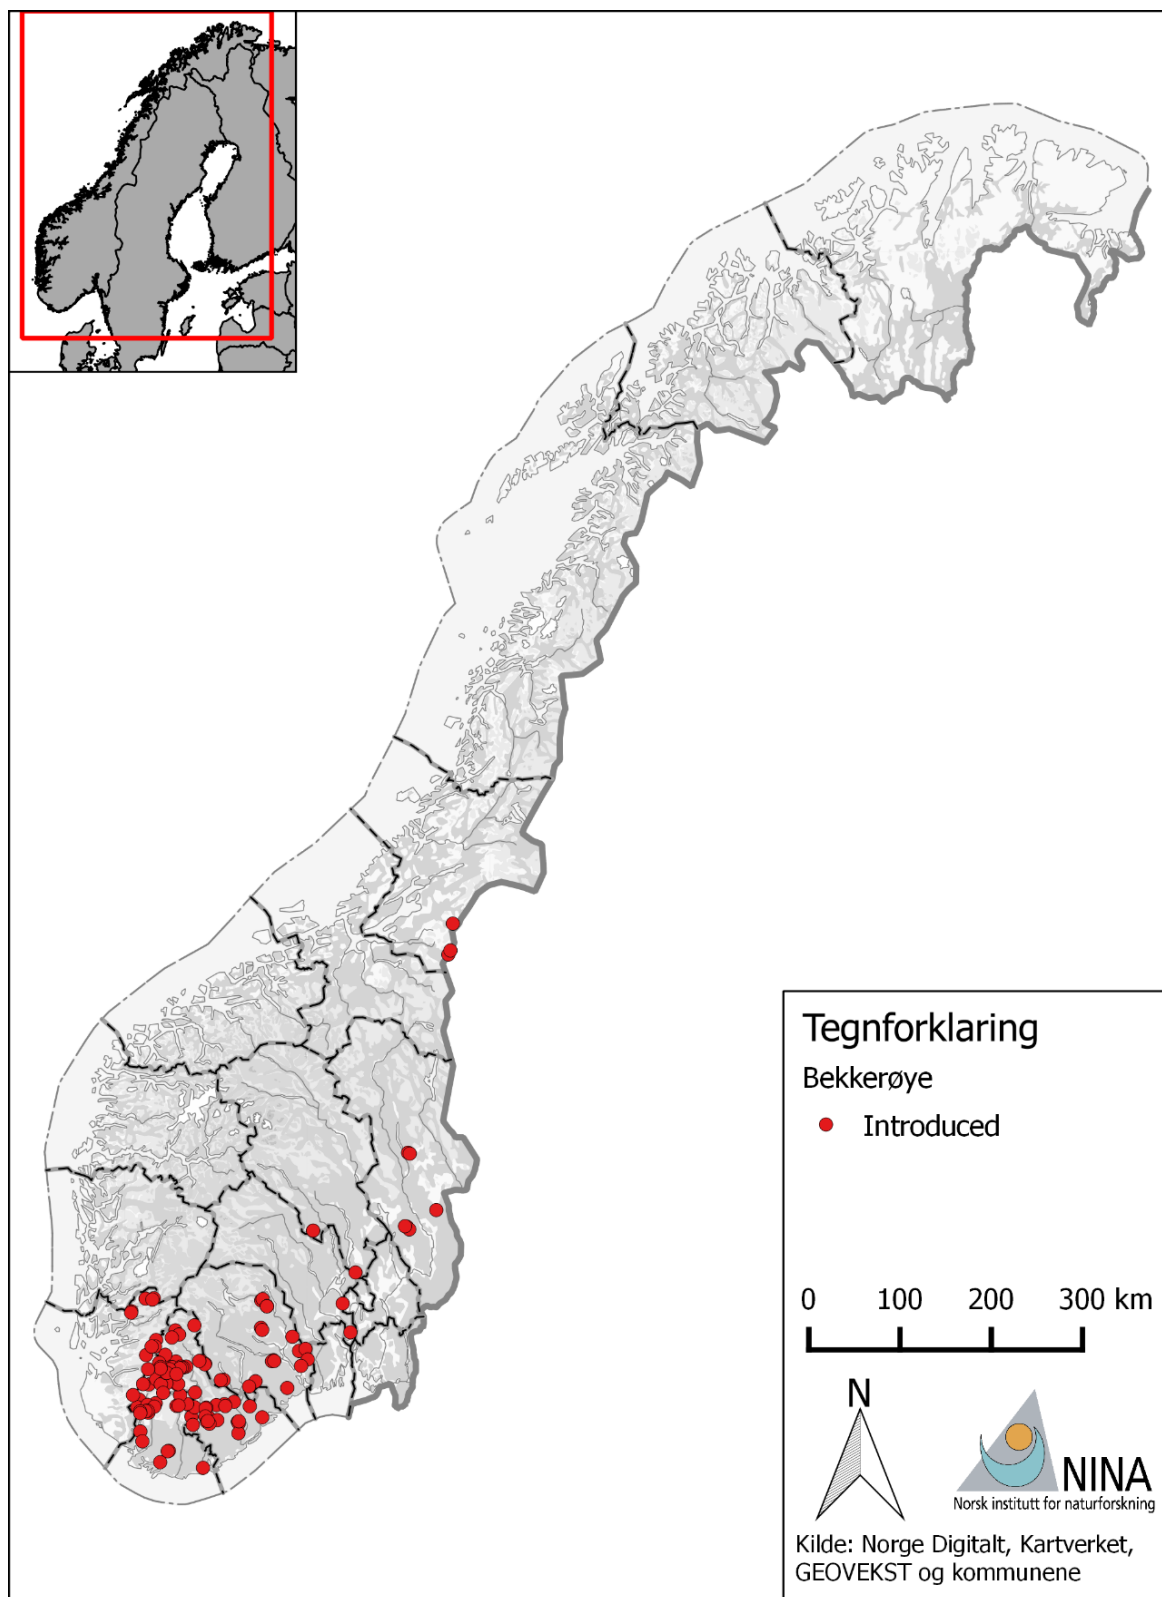 Tegnforklaring
Bekkerøye
Introduced
0 100 200 300 km
N
NINA
Norsk institutt for naturforskning
Kilde: Norge Digitalt, Kartverket,
GEOVEKST og kommunene